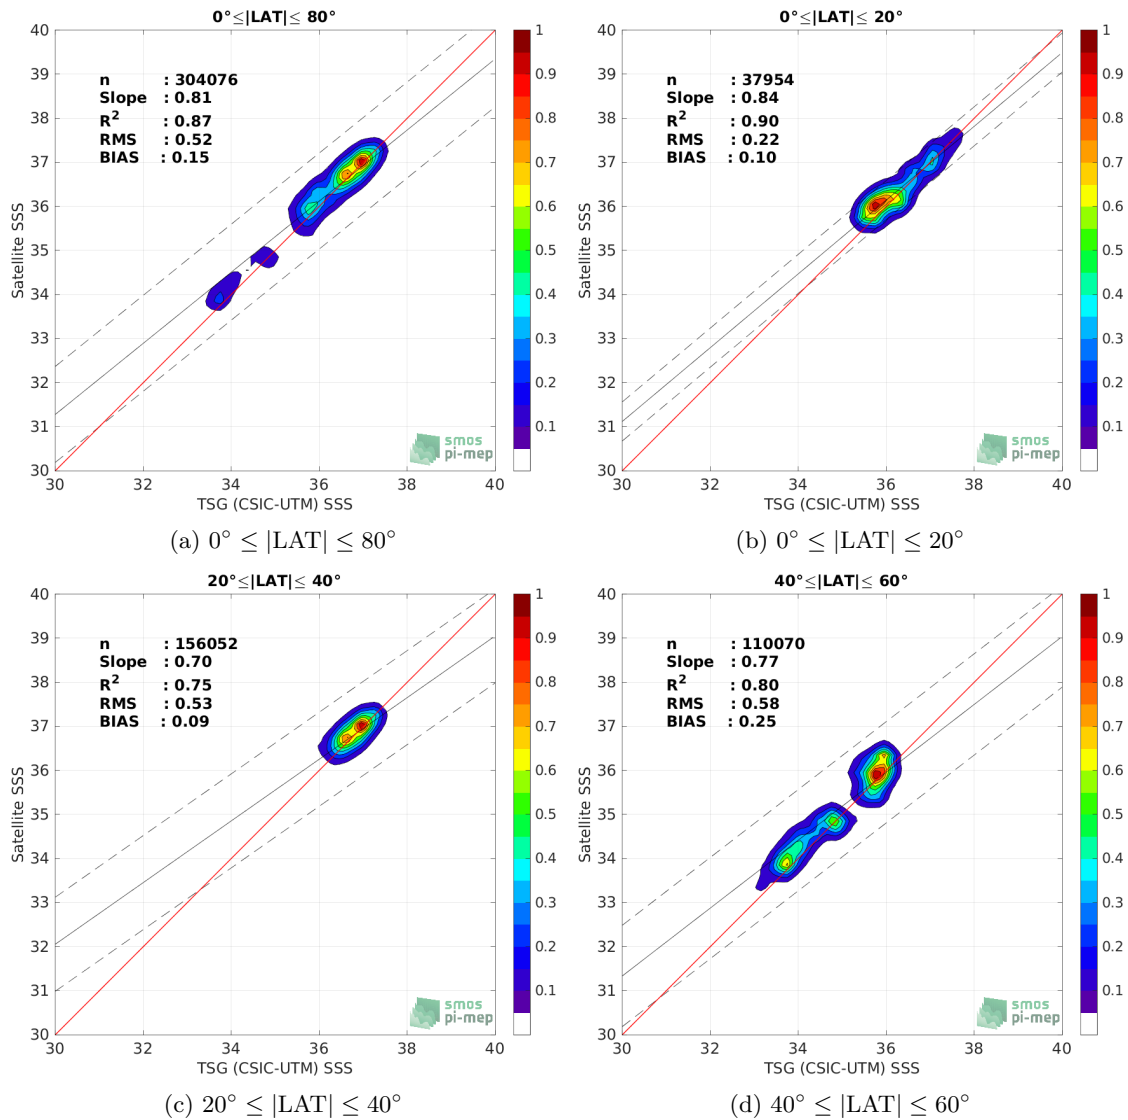 0°≤|LAT|≤ 80°
n : 304076
Slope : 0.81
R² : 0.87
RMS : 0.52
BIAS : 0.15
Satellite SSS
40
39
38
37
36
35
34
33
32
31
30
30 32 34 36 38 40
TSG (CSIC-UTM) SSS
1
0.9
0.8
0.7
0.6
0.5
0.4
0.3
0.2
0.1
smos
pi-mep
(a) 0° ≤ |LAT| ≤ 80°
0°≤|LAT|≤ 20°
n : 37954
Slope : 0.84
R² : 0.90
RMS : 0.22
BIAS : 0.10
Satellite SSS
40
39
38
37
36
35
34
33
32
31
30
30 32 34 36 38 40
TSG (CSIC-UTM) SSS
1
0.9
0.8
0.7
0.6
0.5
0.4
0.3
0.2
0.1
smos
pi-mep
(b) 0° ≤ |LAT| ≤ 20°
20°≤|LAT|≤ 40°
n : 156052
Slope : 0.70
R² : 0.75
RMS : 0.53
BIAS : 0.09
Satellite SSS
40
39
38
37
36
35
34
33
32
31
30
30 32 34 36 38 40
TSG (CSIC-UTM) SSS
1
0.9
0.8
0.7
0.6
0.5
0.4
0.3
0.2
0.1
smos
pi-mep
(c) 20° ≤ |LAT| ≤ 40°
40°≤|LAT|≤ 60°
n : 110070
Slope : 0.77
R² : 0.80
RMS : 0.58
BIAS : 0.25
Satellite SSS
40
39
38
37
36
35
34
33
32
31
30
30 32 34 36 38 40
TSG (CSIC-UTM) SSS
1
0.9
0.8
0.7
0.6
0.5
0.4
0.3
0.2
0.1
smos
pi-mep
(d) 40° ≤ |LAT| ≤ 60°